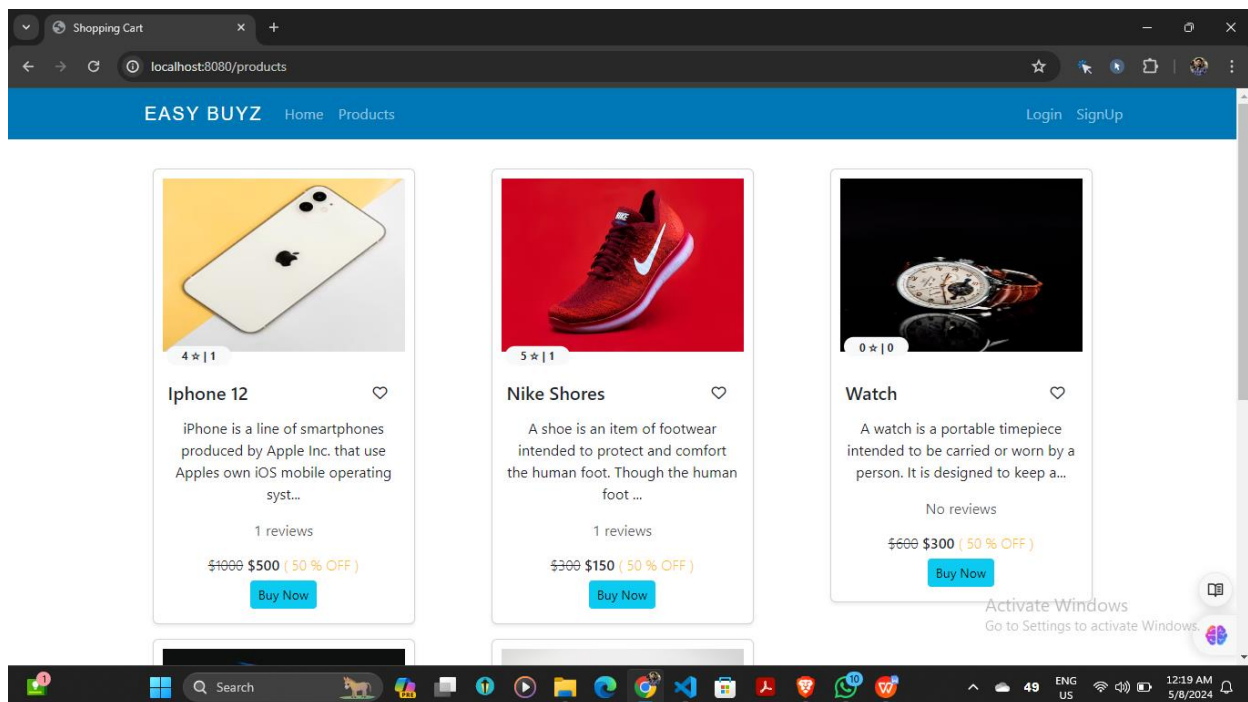 Shopping Cart
localhost:8080/products
EASY BUYZ Home Products Login SignUp
4 ☆ | 1
Iphone 12
iPhone is a line of smartphones
produced by Apple Inc. that use
Apples own iOS mobile operating
syst...
1 reviews
$1000 $500 ( 50 % OFF )
Buy Now
NIKE
5 ☆ | 1
Nike Shores
A shoe is an item of footwear
intended to protect and comfort
the human foot. Though the human
foot ...
1 reviews
$300 $150 ( 50 % OFF )
Buy Now
0 ☆ | 0
Watch
A watch is a portable timepiece
intended to be carried or worn by a
person. It is designed to keep a...
No reviews
$600 $300 ( 50 % OFF )
Buy Now
Activate Windows
Go to Settings to activate Windows.
1
Search
PRE
10
49
ENG
US
12:19 AM
5/8/2024